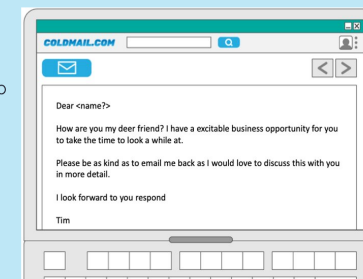 COLDMAIL.COM
Dear <name?>
How are you my deer friend? I have a excitable business opportunity for you
to take the time to look a while at.
Please be as kind as to email me back as I would love to discuss this with you
in more detail.
I look forward to you respond
Tim